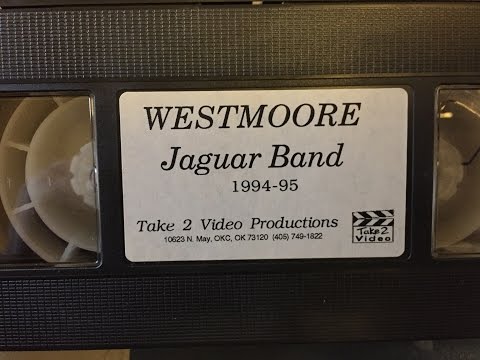 WESTMOORE
Jaguar Band
1994-95
Take 2 Video Productions
10623 N. May, OKC, OK 73120 (405) 749-1822
Take 2
Video